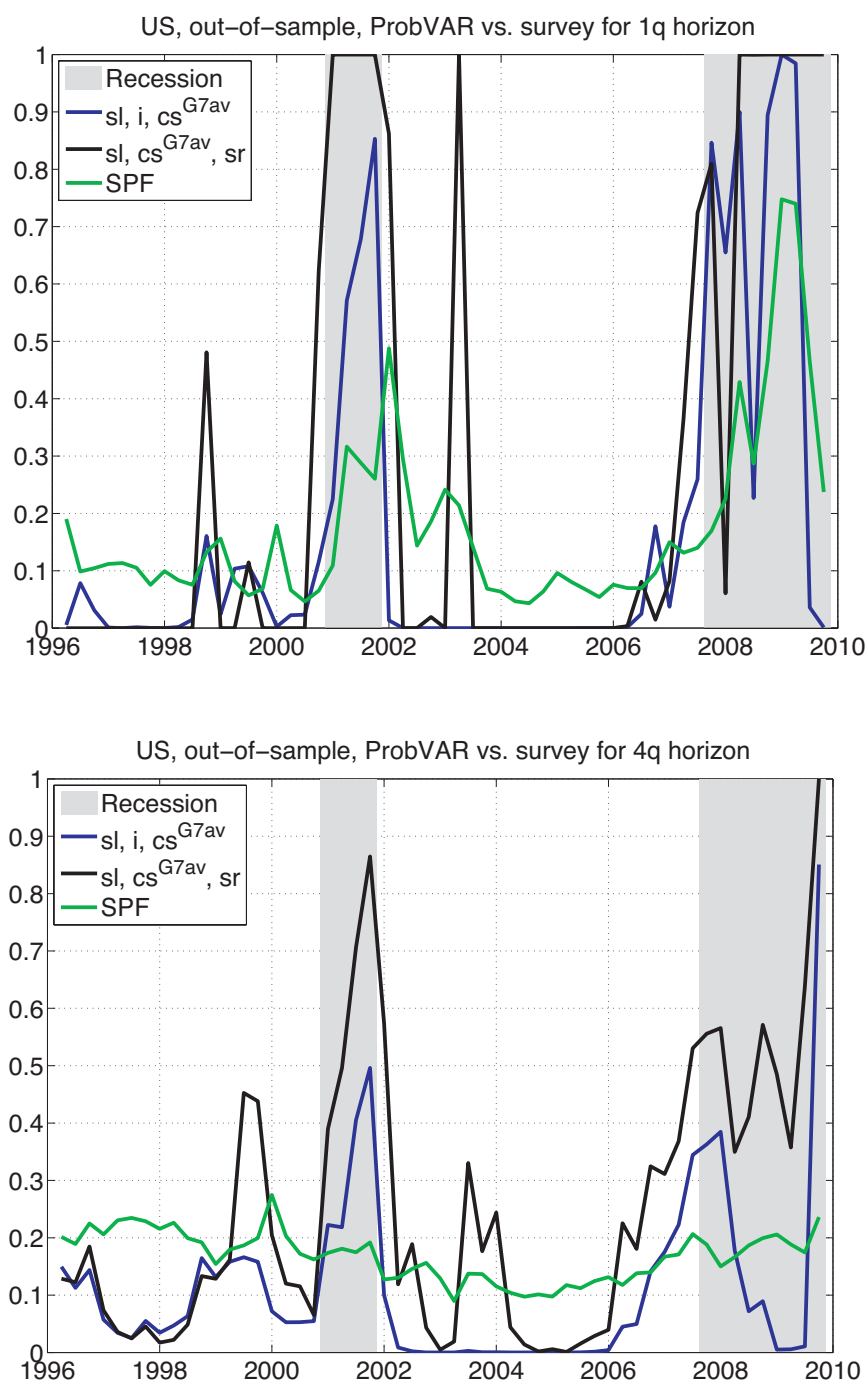 US, out−of−sample, ProbVAR vs. survey for 1q horizon
1
0.9
0.8
0.7
0.6
0.5
0.4
0.3
0.2
0.1
0
Recession
sl, i, cs^G7av
sl, cs^G7av, sr
SPF
1996 1998 2000 2002 2004 2006 2008 2010
US, out−of−sample, ProbVAR vs. survey for 4q horizon
1
0.9
0.8
0.7
0.6
0.5
0.4
0.3
0.2
0.1
0
Recession
sl, i, cs^G7av
sl, cs^G7av, sr
SPF
1996 1998 2000 2002 2004 2006 2008 2010